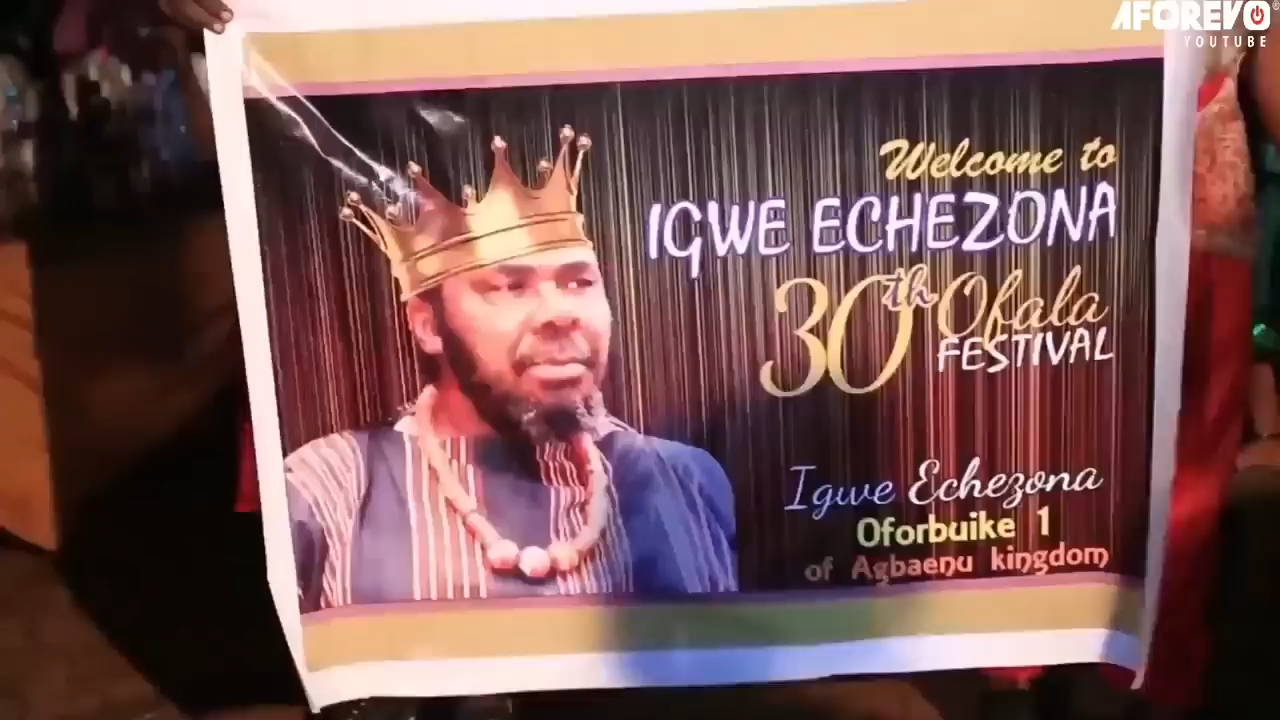 AFOREVO
YOUTUBE
Welcome to
IGWE ECHEZONA
30th Ofala
FESTIVAL
Igwe Echezona
Oforbuike 1
of Agbaenu kingdom